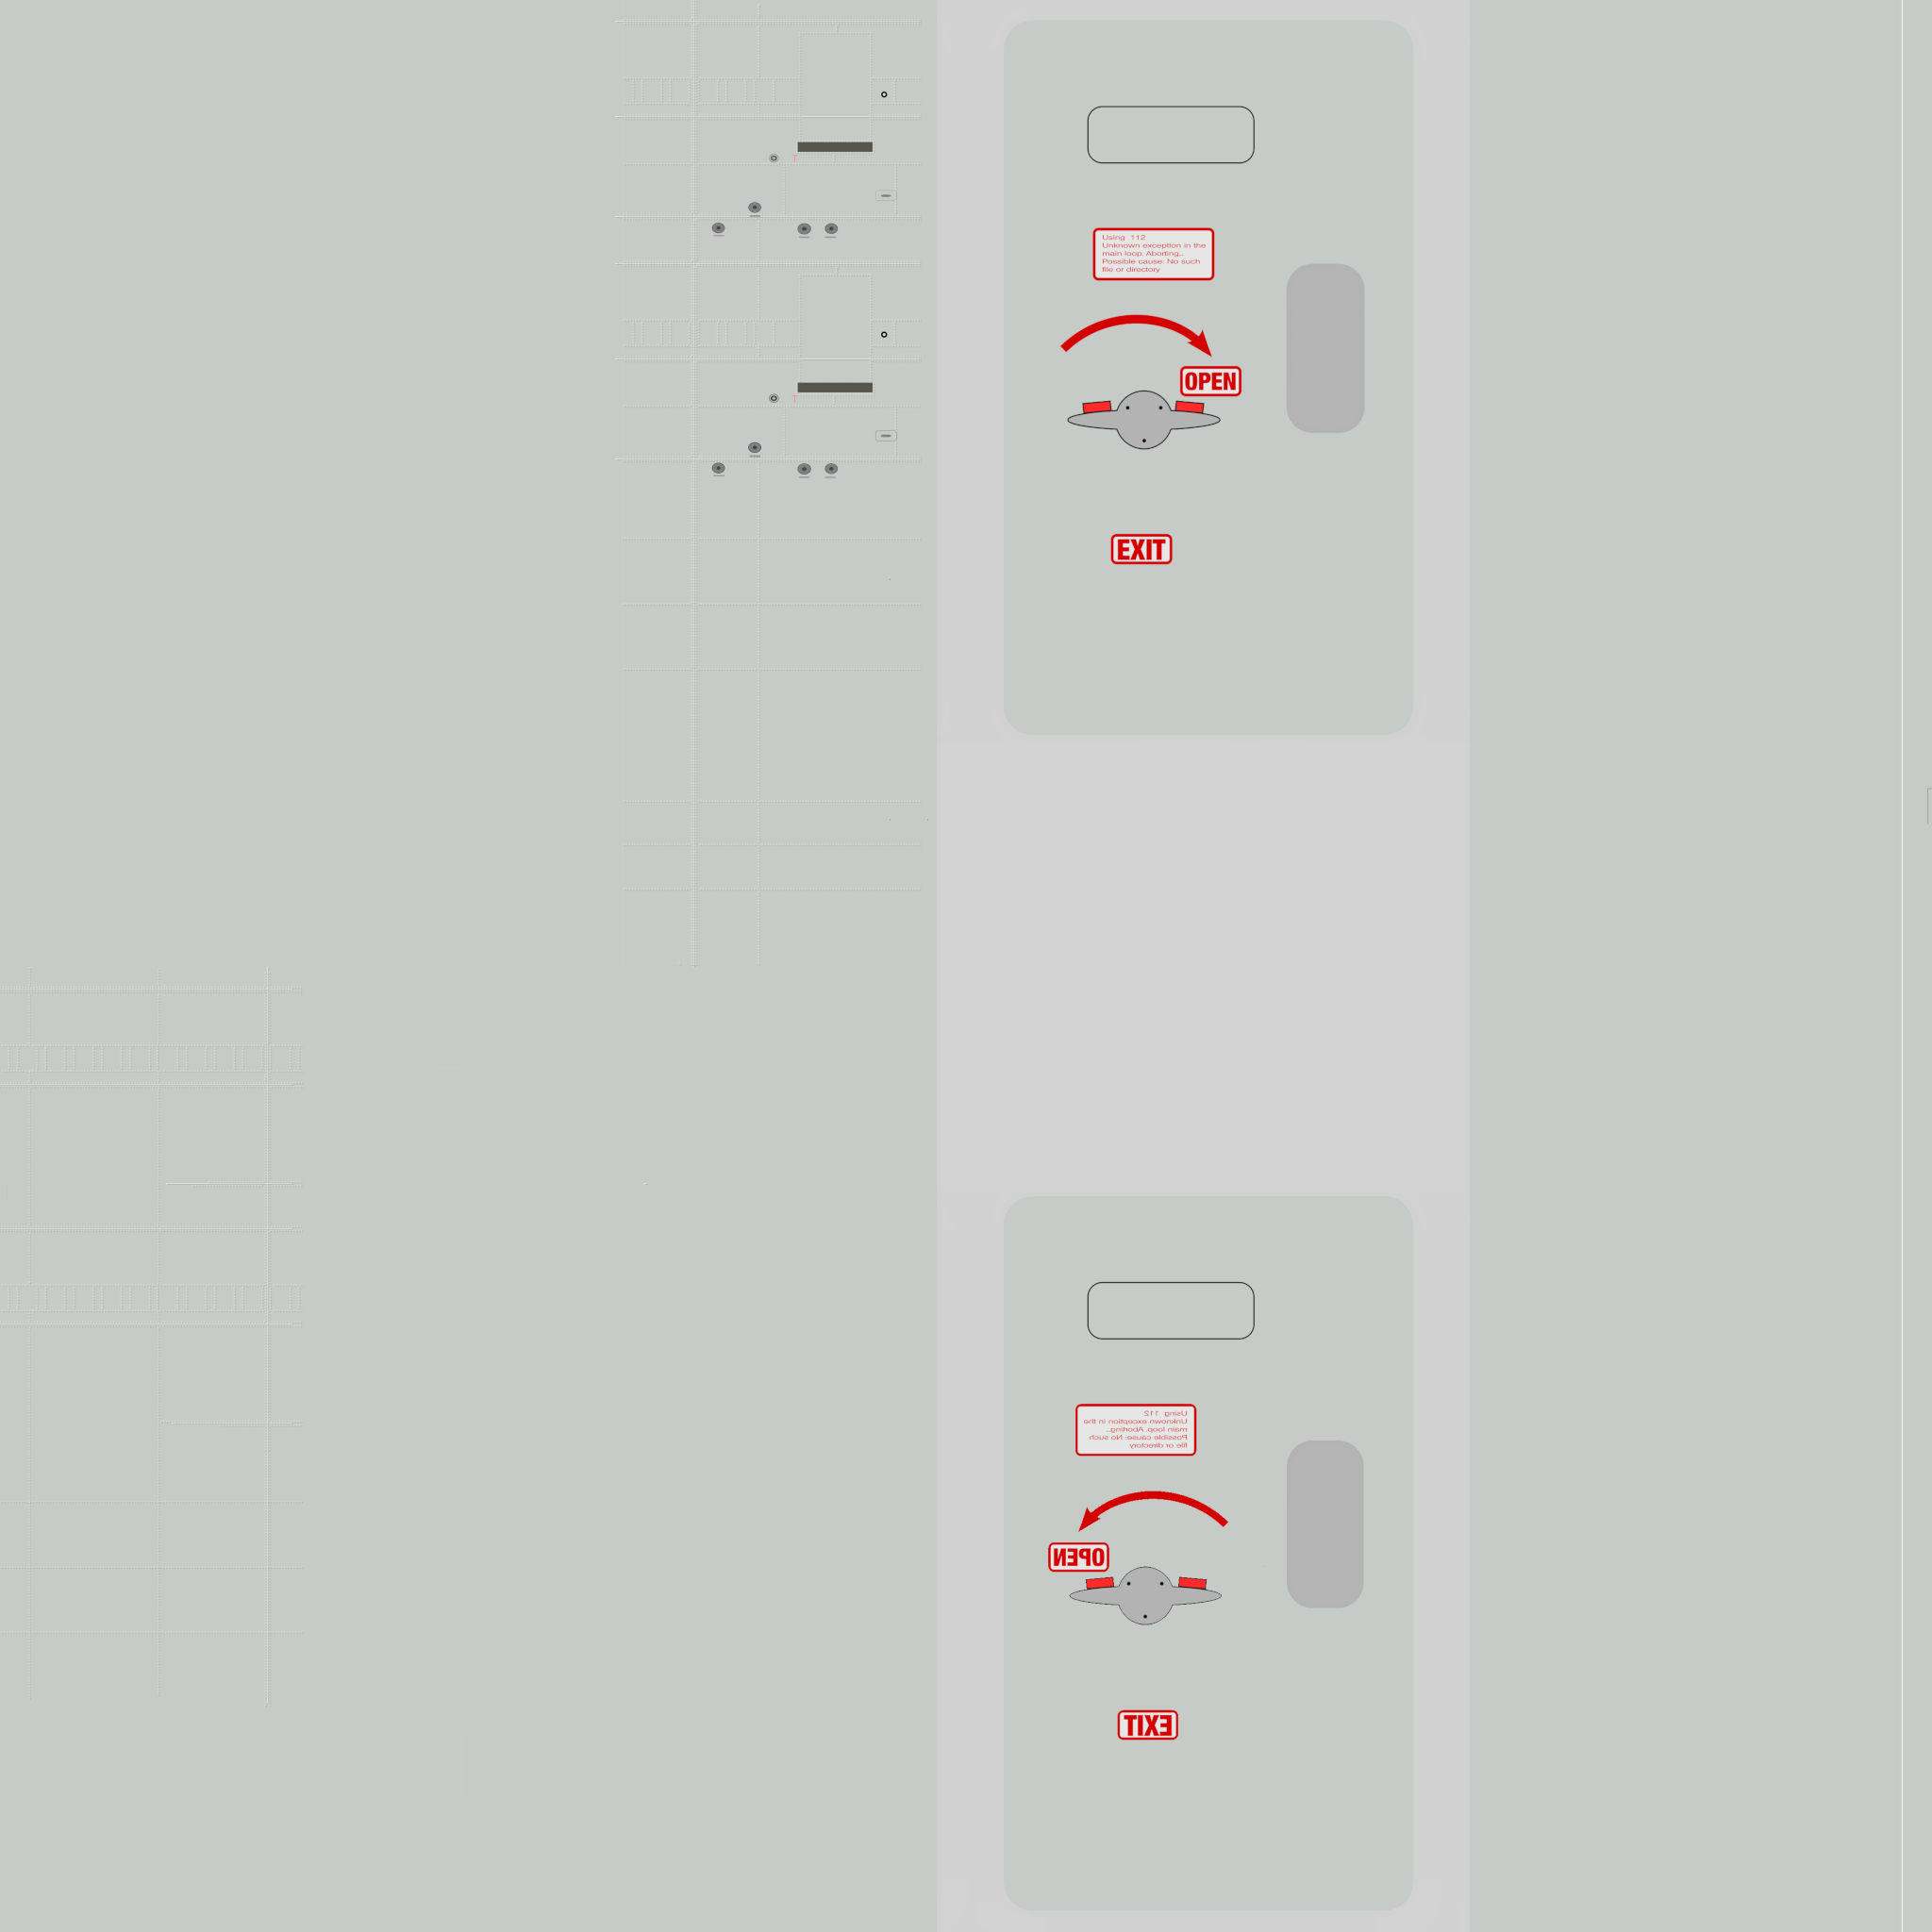 Using 112
Unknown exception in the
main loop. Aborting...
Possible cause: No such
file or directory
OPEN
EXIT
T
T
Using 112
Unknown exception in the
main loop. Aborting...
Possible cause: No such
file or directory
OPEN
EXIT